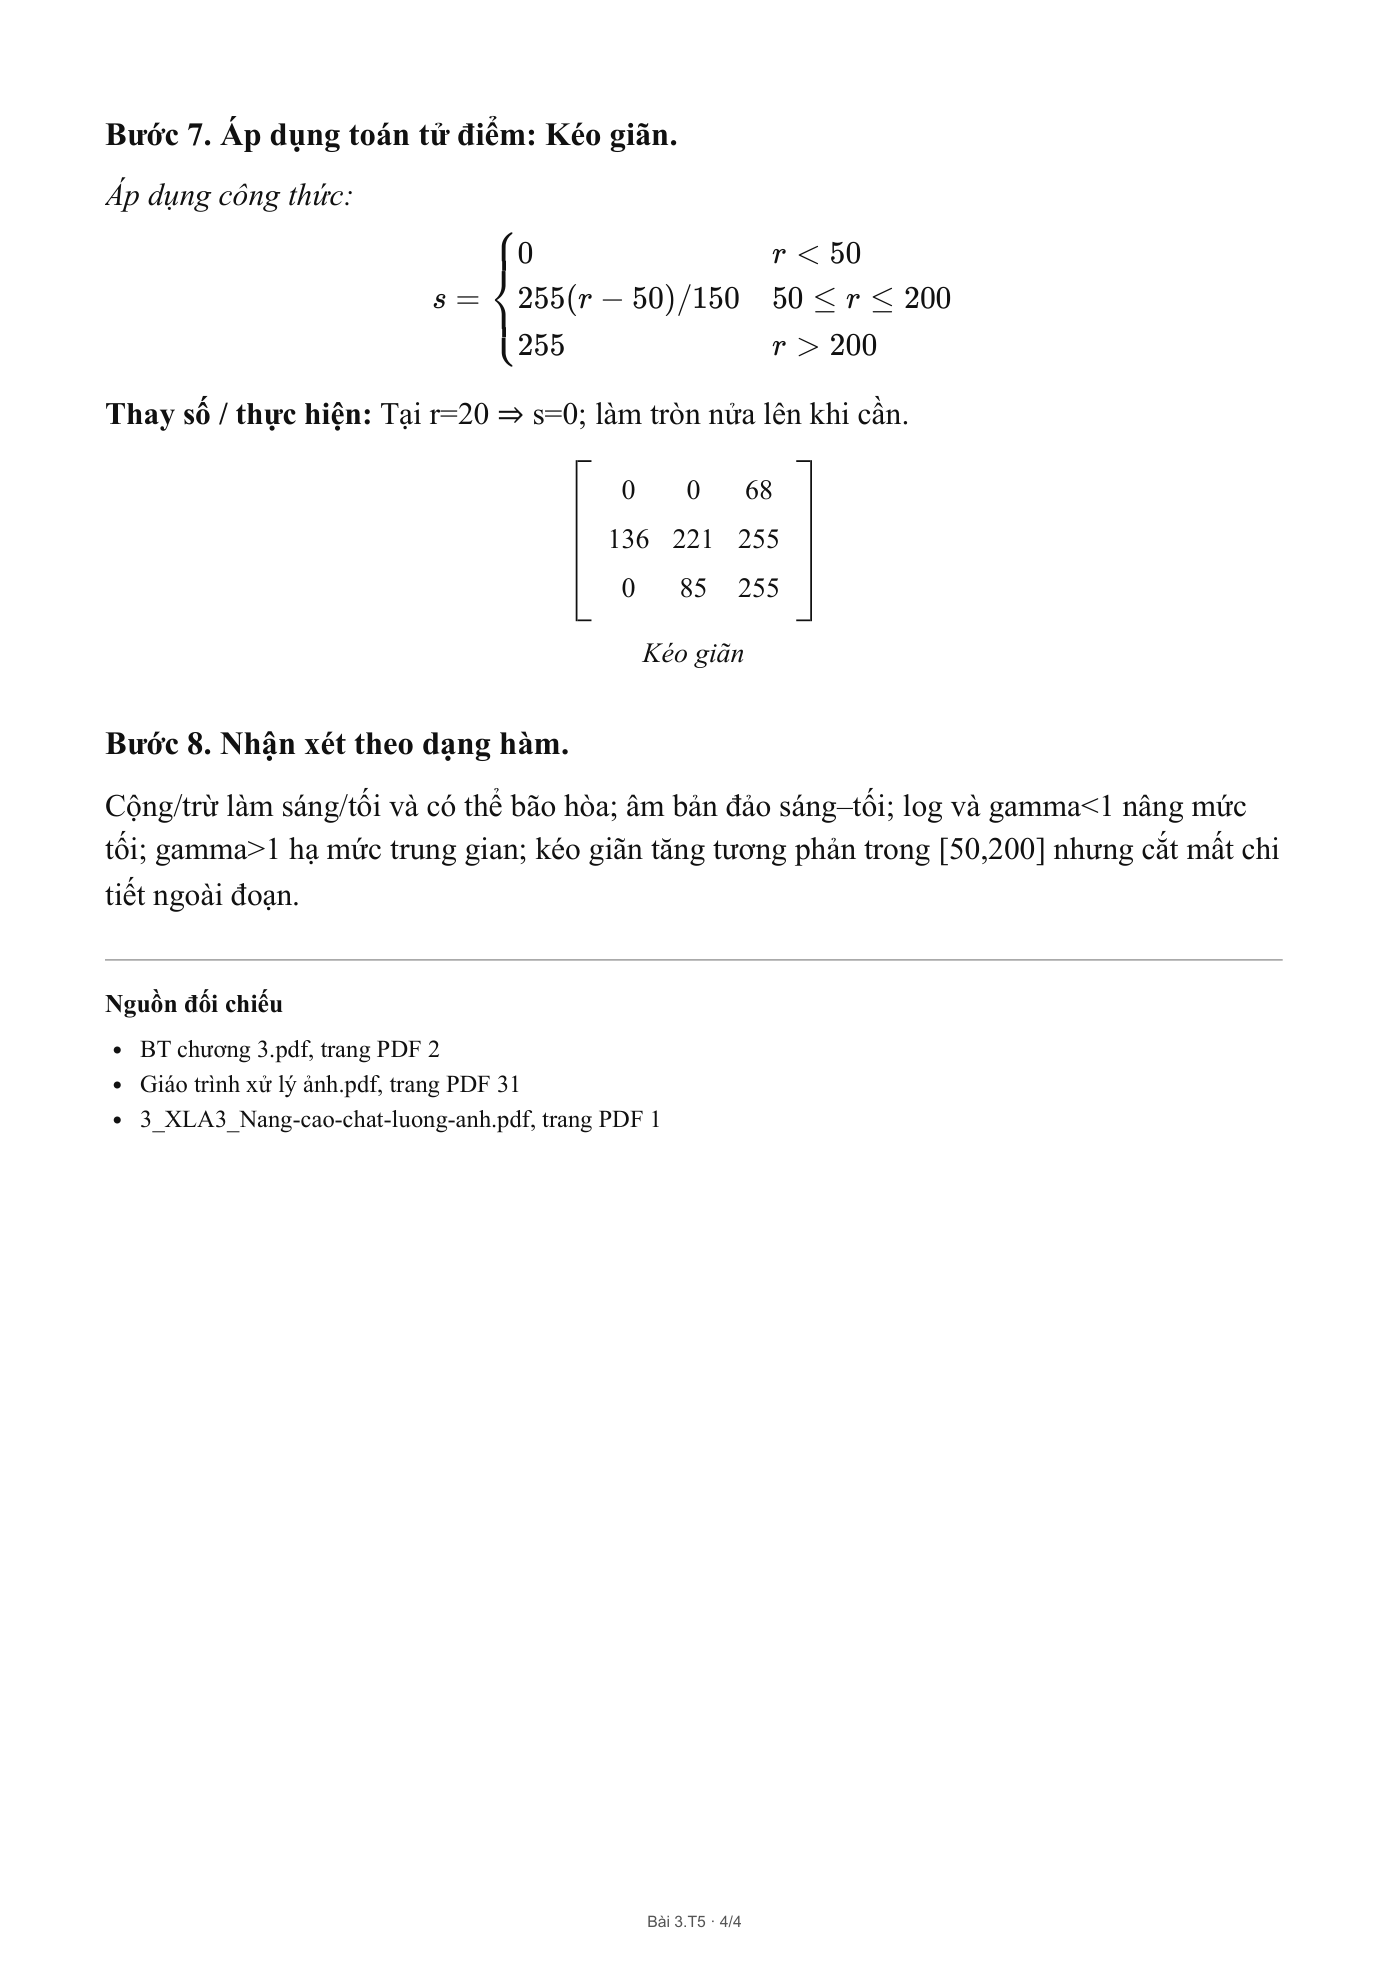 Bước 7. Áp dụng toán tử điểm: Kéo giãn.
Áp dụng công thức:
s = { 0 r < 50
255(r − 50)/150 50 ≤ r ≤ 200
255 r > 200
Thay số / thực hiện: Tại r=20 ⇒ s=0; làm tròn nửa lên khi cần.
0 0 68
136 221 255
0 85 255
Kéo giãn
Bước 8. Nhận xét theo dạng hàm.
Cộng/trừ làm sáng/tối và có thể bão hòa; âm bản đảo sáng–tối; log và gamma<1 nâng mức
tối; gamma>1 hạ mức trung gian; kéo giãn tăng tương phản trong [50,200] nhưng cắt mất chi
tiết ngoài đoạn.
Nguồn đối chiếu
• BT chương 3.pdf, trang PDF 2
• Giáo trình xử lý ảnh.pdf, trang PDF 31
• 3_XLA3_Nang-cao-chat-luong-anh.pdf, trang PDF 1
Bài 3.T5 · 4/4